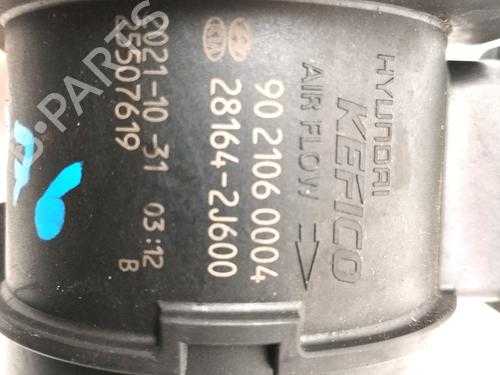 HYUNDAI
KEFICO
AIR FLOW
90 2106 0004
28164-2J600
2021-10-31 03:12
25507619 B
B-PARTS